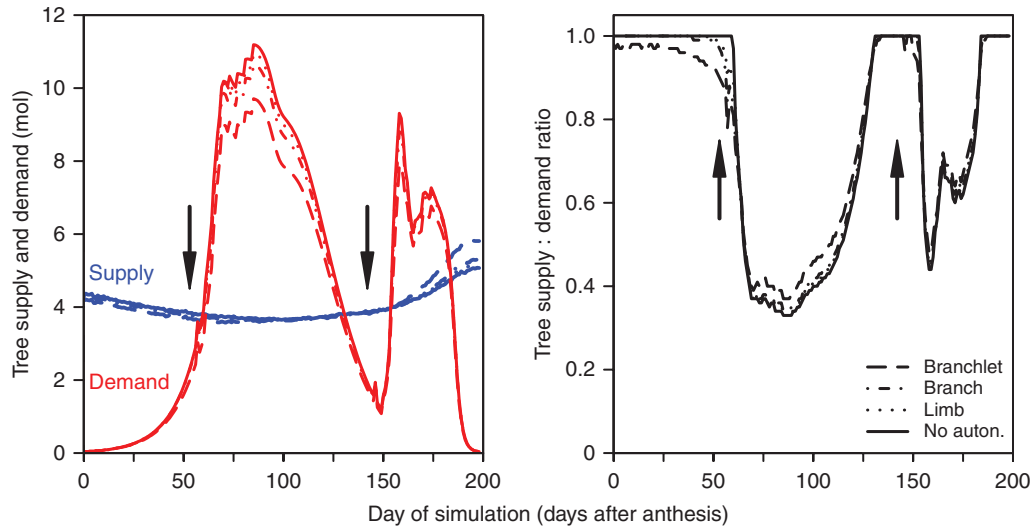 Tree supply and demand (mol)
12
10
8
6
4
2
0
Supply
Demand
0
50
100
150
200
Tree supply : demand ratio
1.0
0.8
0.6
0.4
0.2
0
Branchlet
Branch
Limb
No auton.
0
50
100
150
200
Day of simulation (days after anthesis)